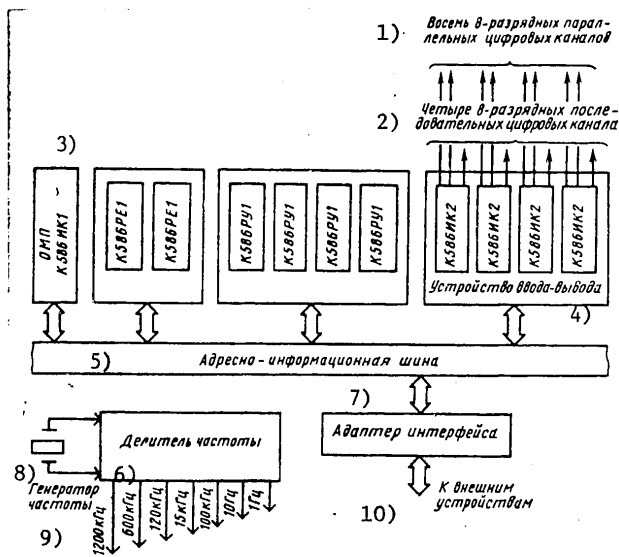 1) Восемь 8-разрядных парал-
лельных цифровых каналов
2) Четыре 8-разрядных после-
довательных цифровых канала
3)
ОМП
К586ИК1
К586РЕ1
К586РЕ1
К586РУ1
К586РУ1
К586РУ1
К586РУ1
К586ИК2
К586ИК2
К586ИК2
К586ИК2
Устройство ввода-вывода
4)
5) Адресно-информационная шина
7)
Делитель частоты
6)
Адаптер интерфейса
8)
Генератор
частоты
9)
1200кГц
600кГц
120кГц
15кГц
100кГц
10Гц
1Гц
10)
К внешним
устройствам